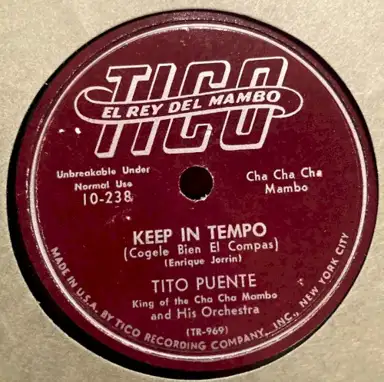 TICO
EL REY DEL MAMBO
Unbreakable Under
Normal Use
10-238
Cha Cha Cha
Mambo
KEEP IN TEMPO
(Cogele Bien El Compas)
(Enrique Jorrin)
TITO PUENTE
King of the Cha Cha Mambo
and His Orchestra
(TR-969)
MADE IN U.S.A. BY TICO RECORDING COMPANY, INC., NEW YORK CITY